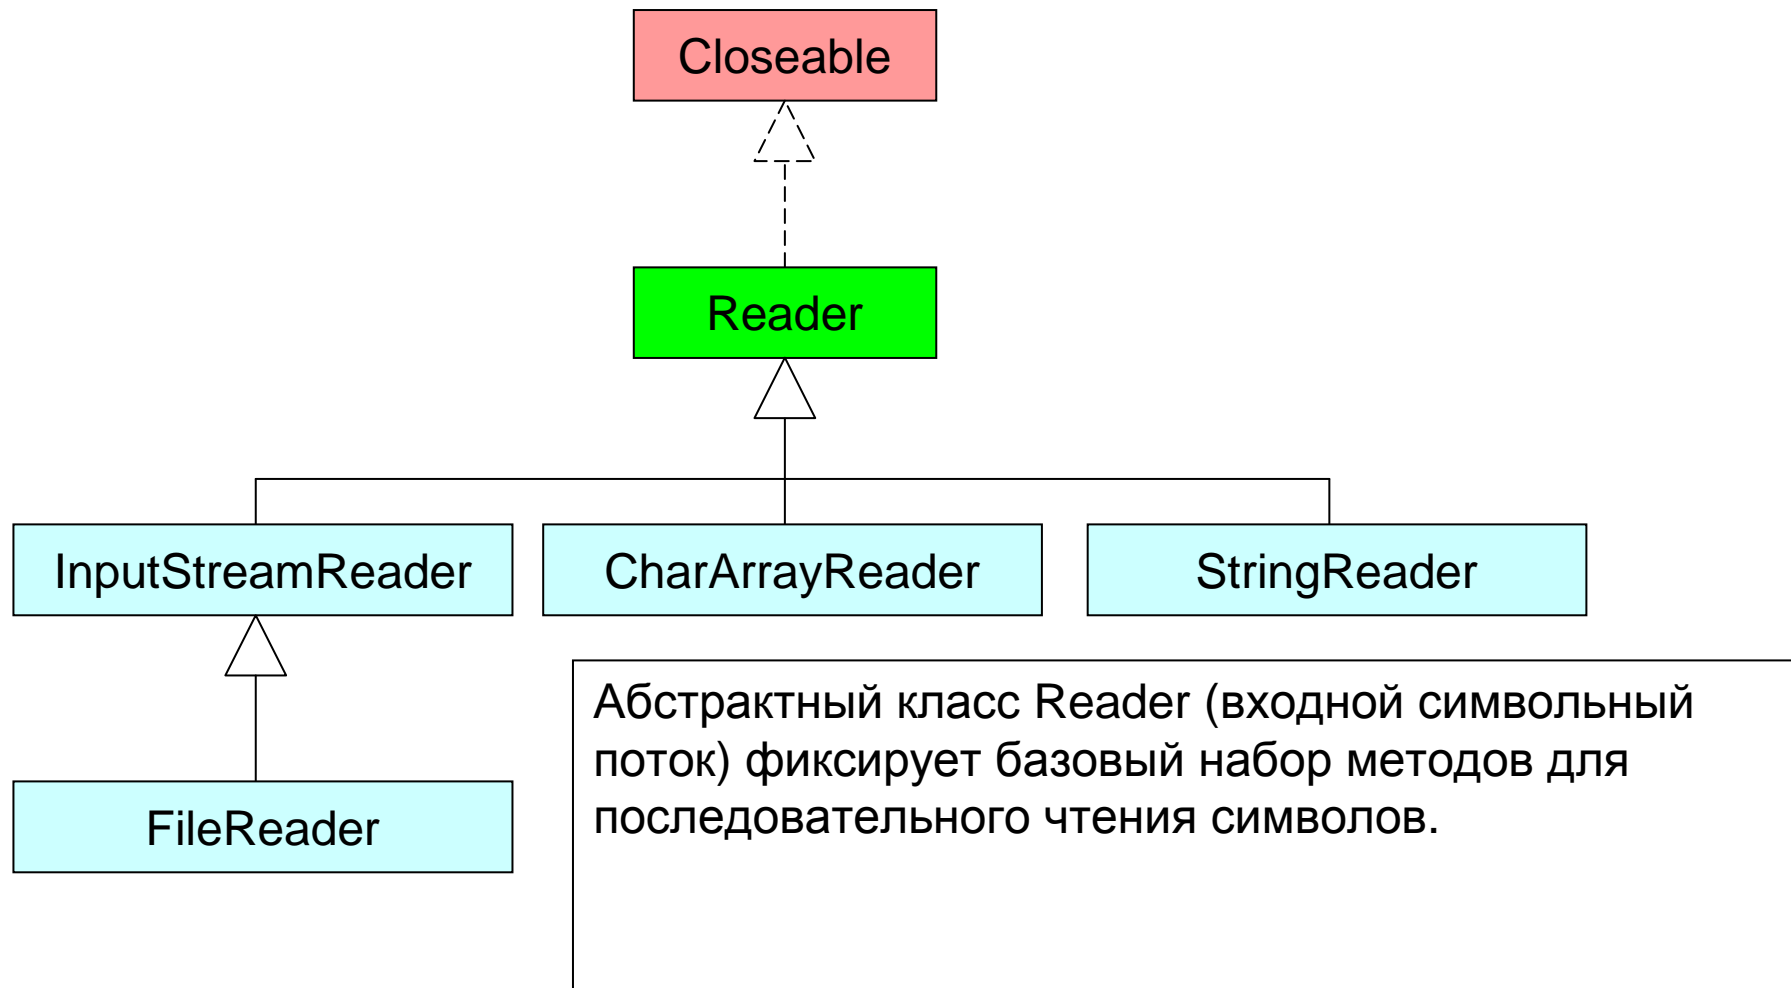 Closeable
Reader
InputStreamReader
CharArrayReader
StringReader
FileReader
Абстрактный класс Reader (входной символьный
поток) фиксирует базовый набор методов для
последовательного чтения символов.